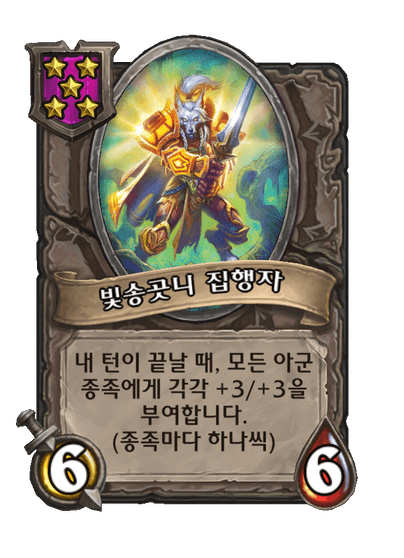 빛송곳니 집행자
내 턴이 끝날 때, 모든 아군
종족에게 각각 +3/+3을
부여합니다.
(종족마다 하나씩)
6
6